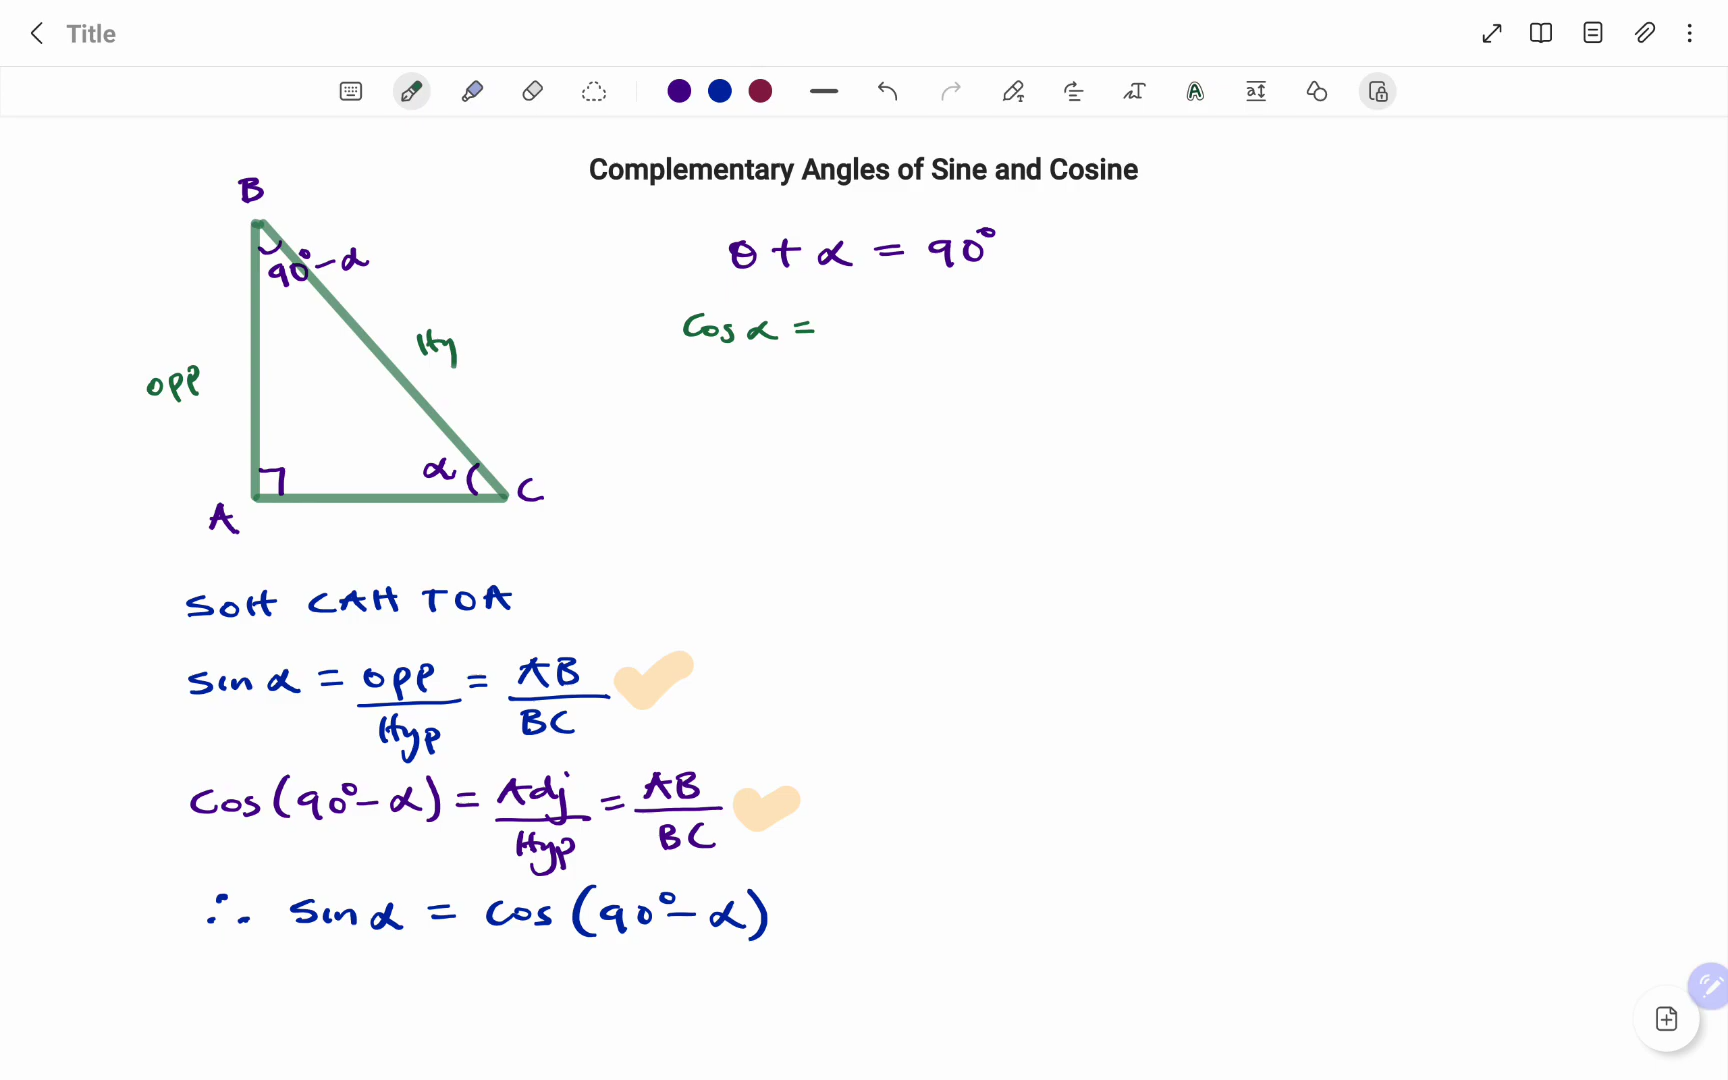 Title
Complementary Angles of Sine and Cosine
B
90° - α
θ + α = 90°
Hy
Cos α =
opp
α
C
A
SOH CAH TOA
Sin α = opp/Hyp = AB/BC
Cos (90° - α) = Adj/Hyp = AB/BC
∴ Sin α = Cos (90° - α)